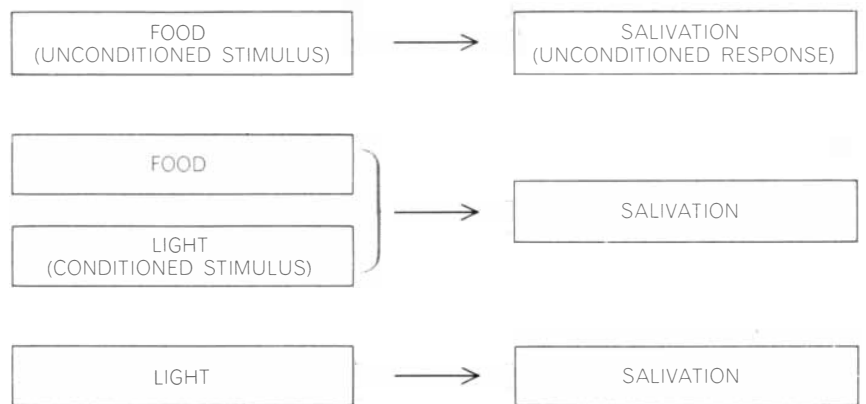 FOOD
(UNCONDITIONED STIMULUS)
SALIVATION
(UNCONDITIONED RESPONSE)
FOOD
LIGHT
(CONDITIONED STIMULUS)
SALIVATION
LIGHT
SALIVATION